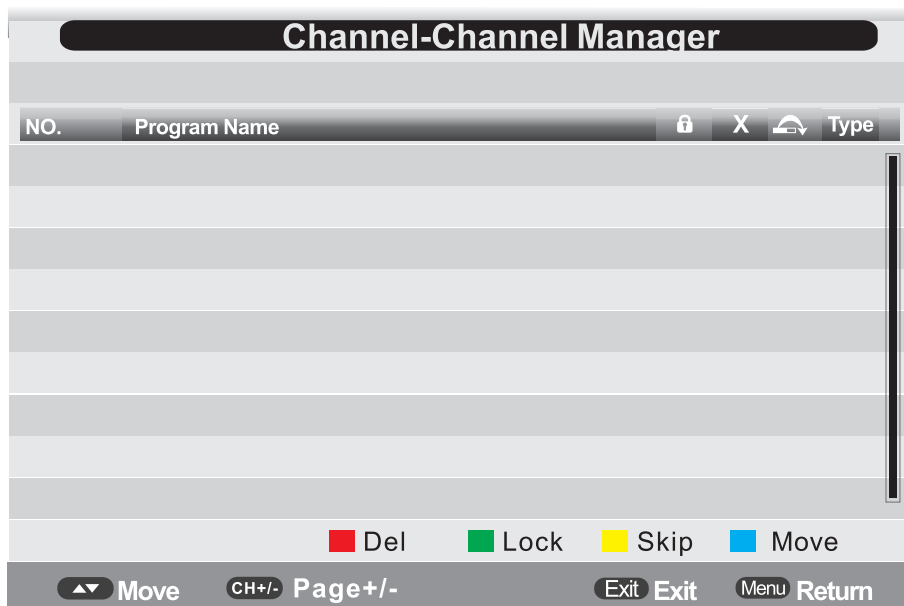 Channel-Channel Manager
NO. Program Name X Type
Del Lock Skip Move
Move CH+/- Page+/- Exit Exit Menu Return